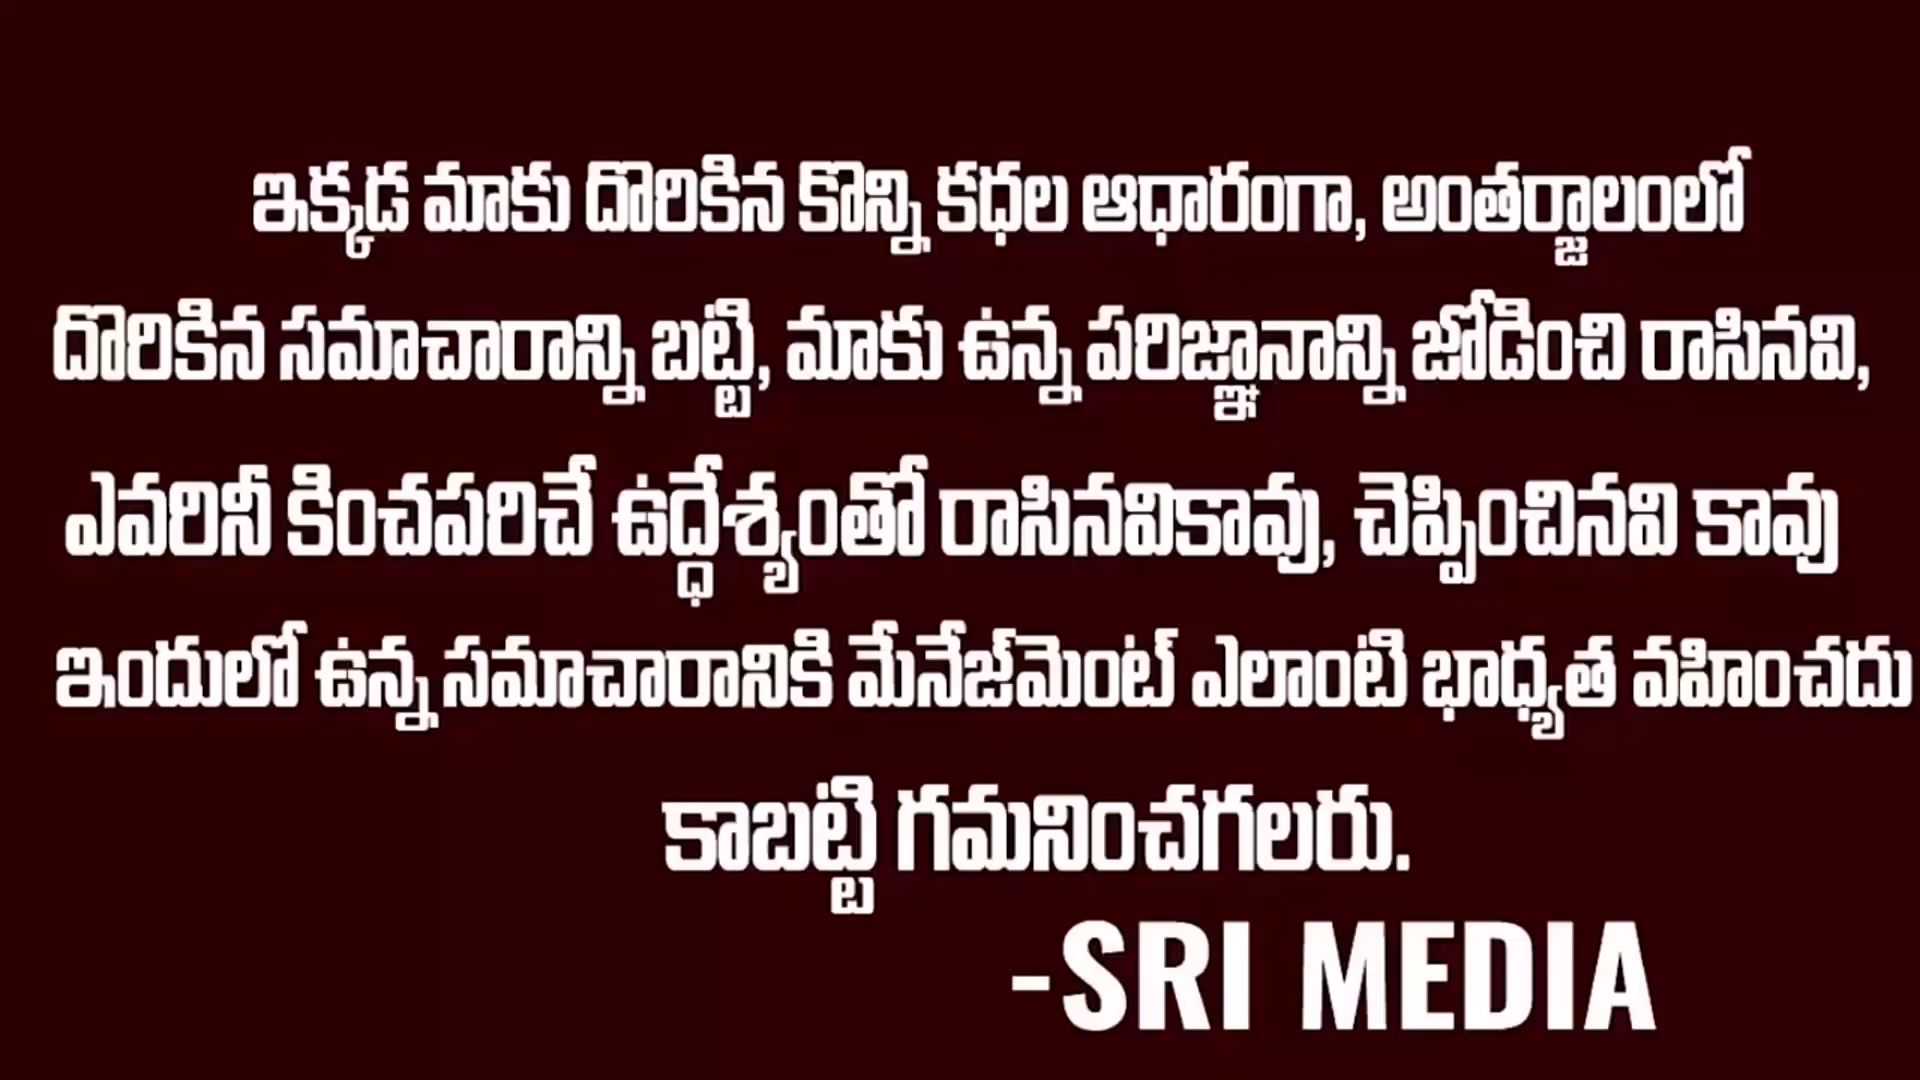 ఇక్కడ మాకు దొరికిన కొన్ని కధల ఆధారంగా, అంతర్జాలంలో
దొరికిన సమాచారాన్ని బట్టి, మాకు ఉన్న పరిజ్ఞానాన్ని జోడించి రాసినవి,
ఎవరినీ కించపరిచే ఉద్ధేశ్యంతో రాసినవికావు, చెప్పించినవి కావు
ఇందులో ఉన్న సమాచారానికి మేనేజ్‌మెంట్ ఎలాంటి భాధ్యత వహించదు
కాబట్టి గమనించగలరు.
-SRI MEDIA